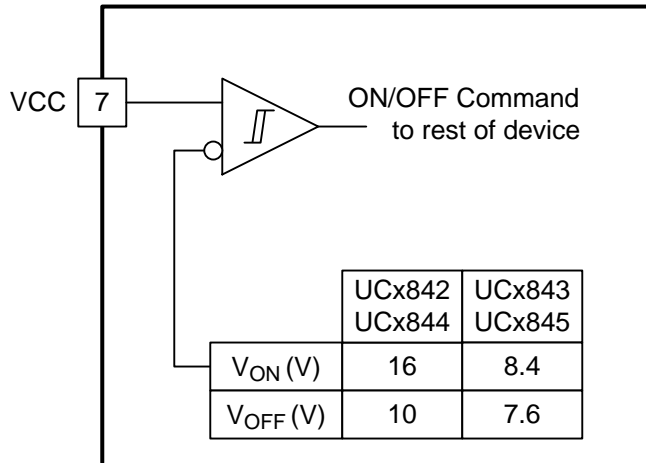 VCC 7
ON/OFF Command
to rest of device
UCx842 UCx843
UCx844 UCx845
VON (V) 16 8.4
VOFF (V) 10 7.6